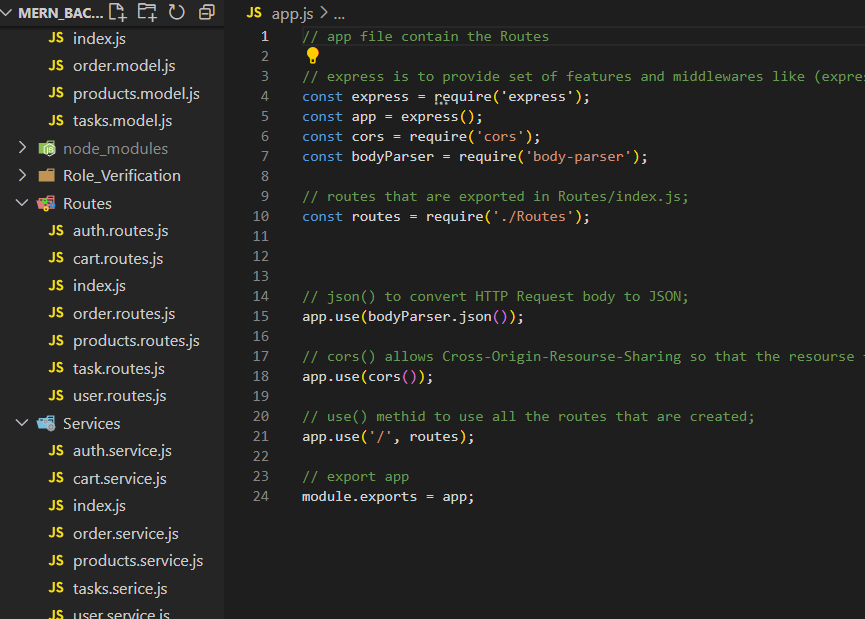 MERN_BAC...
JS index.js
JS order.model.js
JS products.model.js
JS tasks.model.js
node_modules
Role_Verification
Routes
JS auth.routes.js
JS cart.routes.js
JS index.js
JS order.routes.js
JS products.routes.js
JS task.routes.js
JS user.routes.js
Services
JS auth.service.js
JS cart.service.js
JS index.js
JS order.service.js
JS products.service.js
JS tasks.serice.js
JS user.service.js
JS app.js > ...
1 // app file contain the Routes
2
3 // express is to provide set of features and middlewares like (expres
4 const express = require('express');
5 const app = express();
6 const cors = require('cors');
7 const bodyParser = require('body-parser');
8
9 // routes that are exported in Routes/index.js;
10 const routes = require('./Routes');
11
12
13
14 // json() to convert HTTP Request body to JSON;
15 app.use(bodyParser.json());
16
17 // cors() allows Cross-Origin-Resourse-Sharing so that the resourse
18 app.use(cors());
19
20 // use() methid to use all the routes that are created;
21 app.use('/', routes);
22
23 // export app
24 module.exports = app;